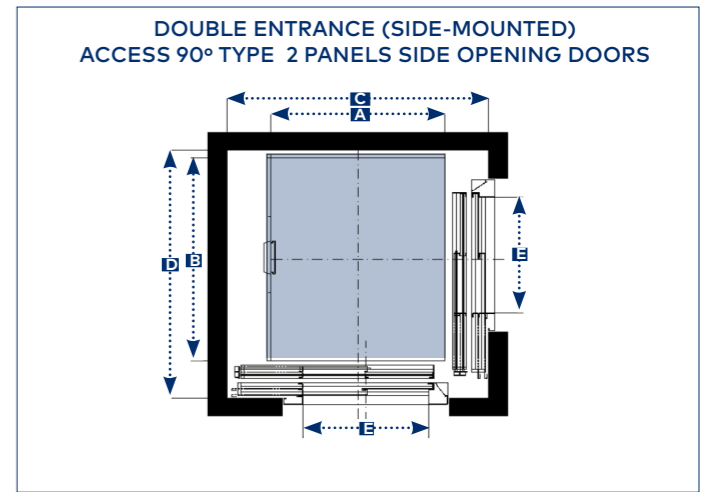 DOUBLE ENTRANCE (SIDE-MOUNTED)
ACCESS 90º TYPE 2 PANELS SIDE OPENING DOORS
C
A
D
B
E
E